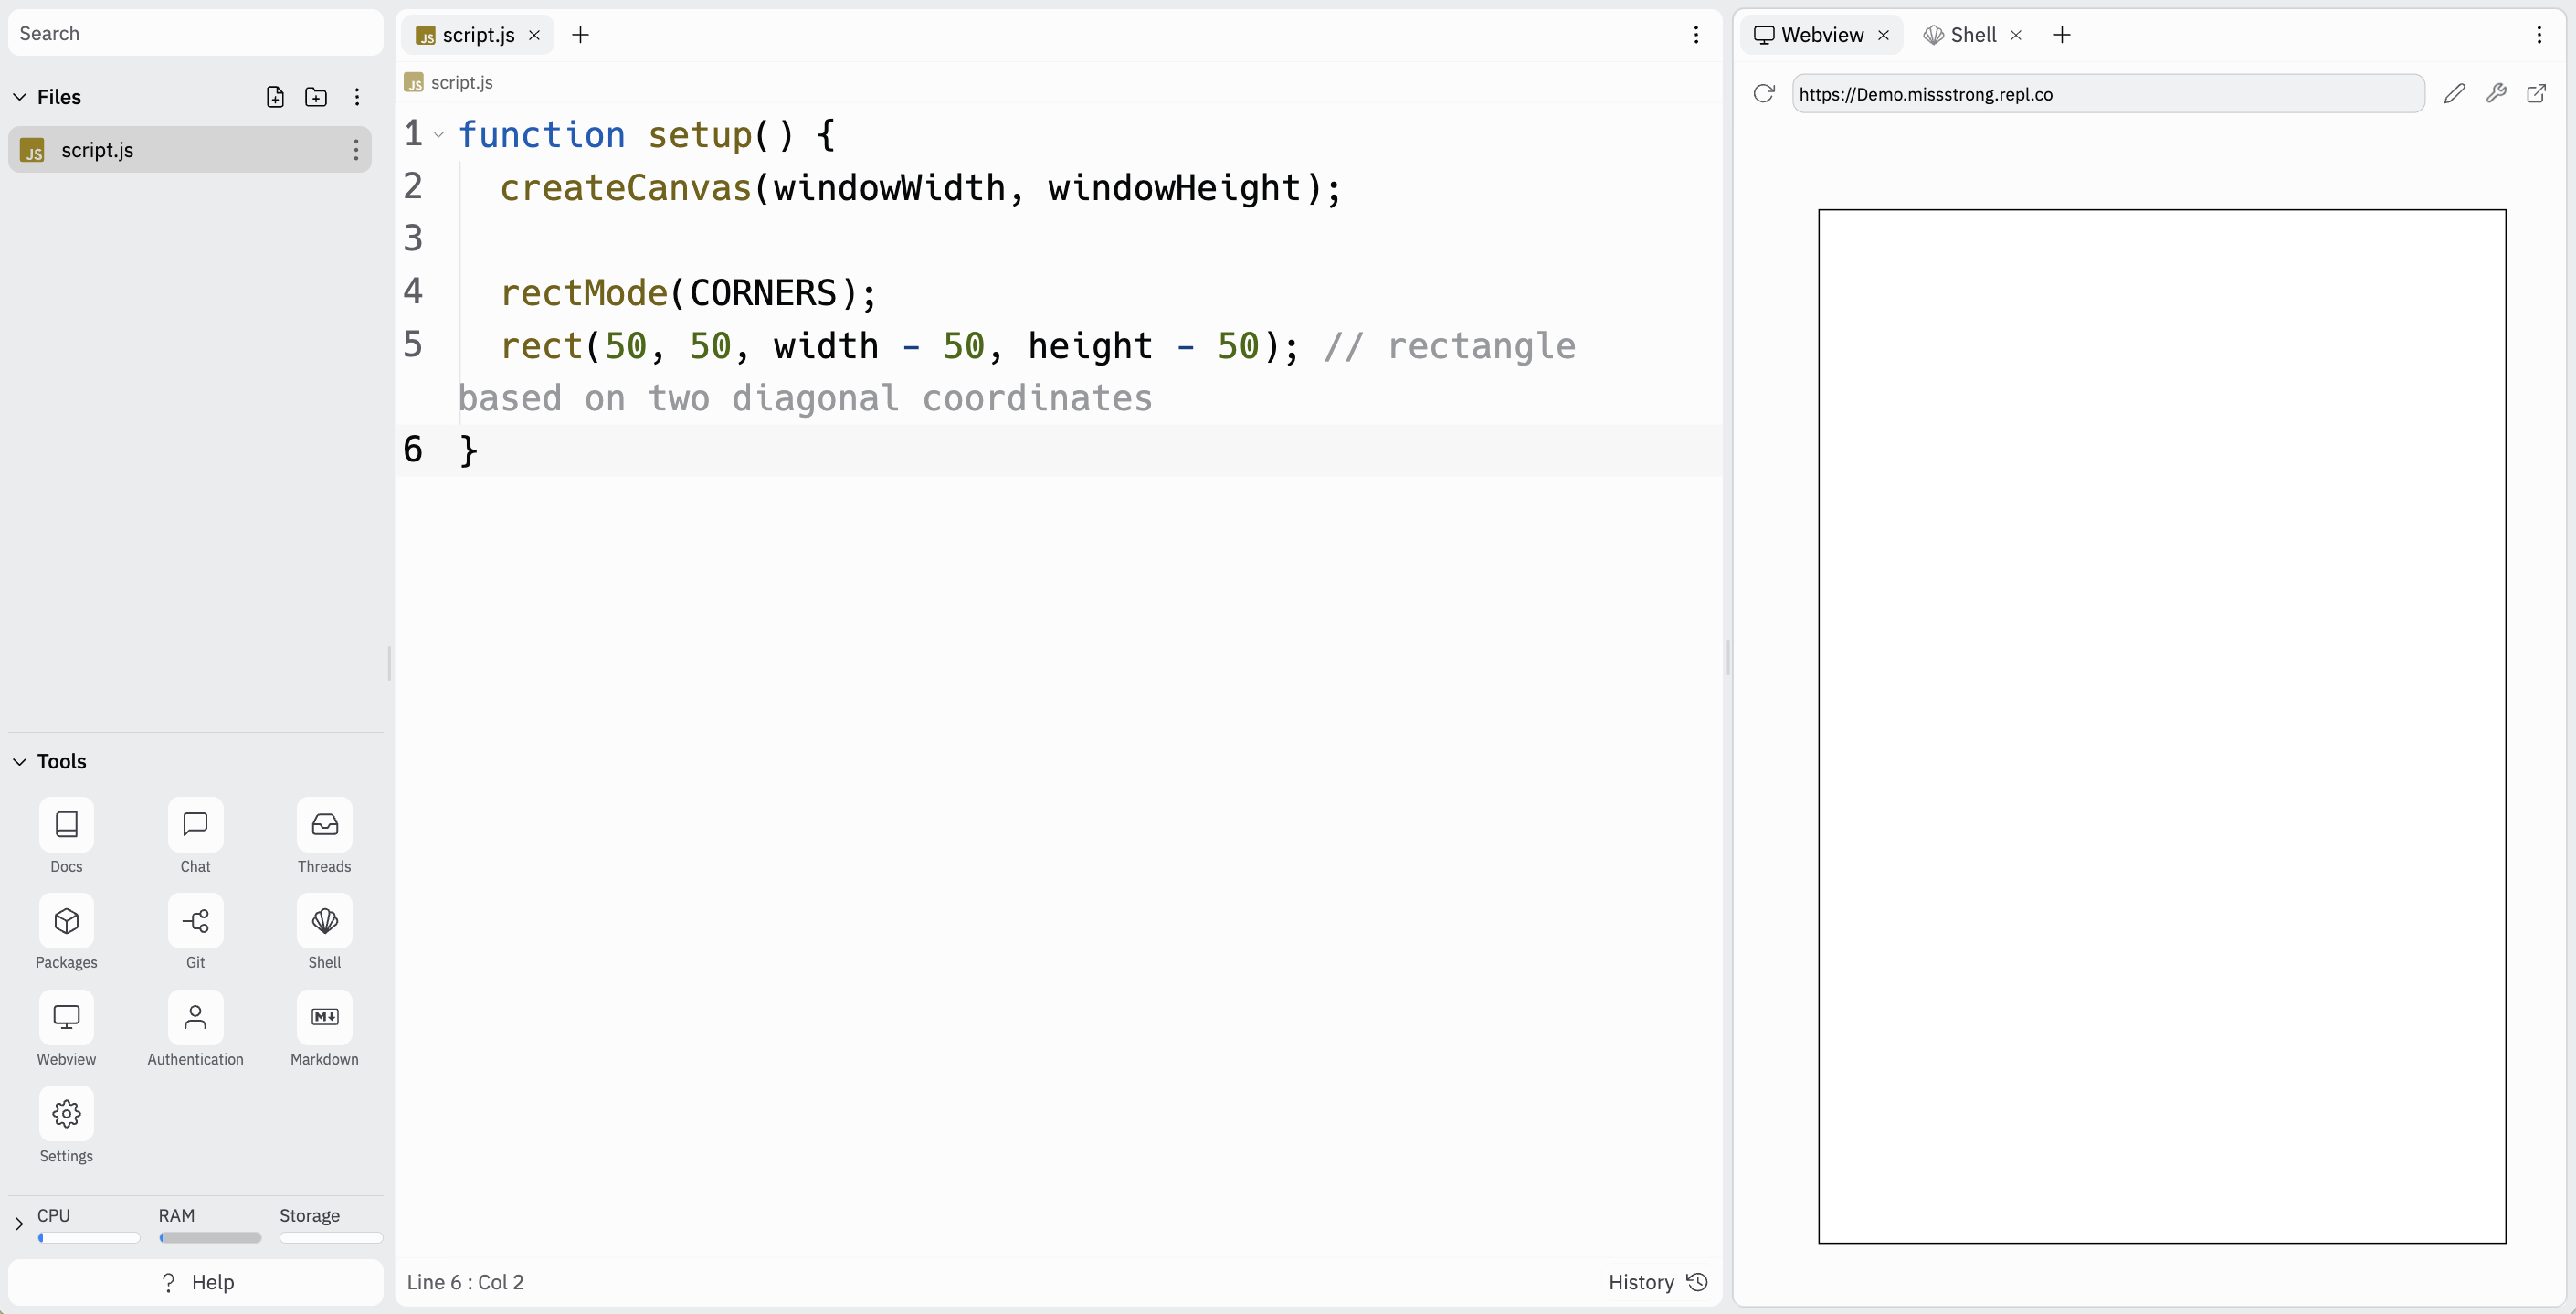 Search
Files
JS script.js
Tools
Docs Chat Threads
Packages Git Shell
Webview Authentication Markdown
Settings
CPU RAM Storage
? Help
JS script.js
JS script.js
1 function setup() {
2 createCanvas(windowWidth, windowHeight);
3
4 rectMode(CORNERS);
5 rect(50, 50, width - 50, height - 50); // rectangle
based on two diagonal coordinates
6 }
Line 6 : Col 2 History
Webview Shell
https://Demo.missstrong.repl.co